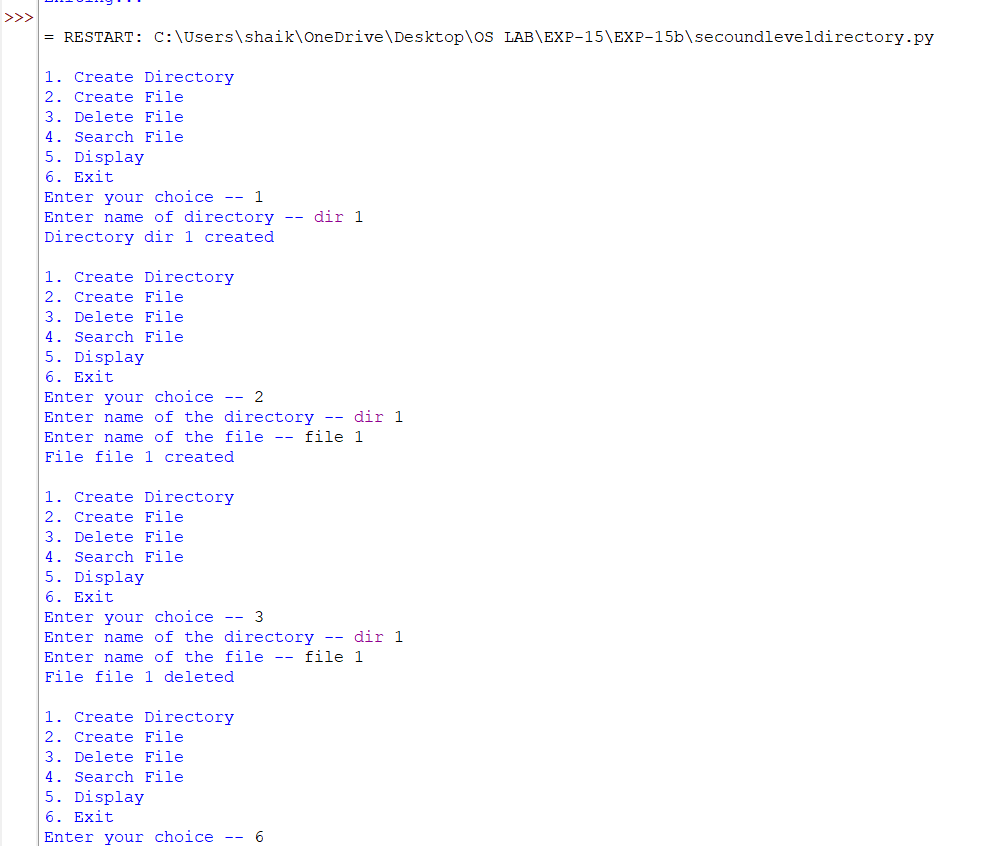 >>>
= RESTART: C:\Users\shaik\OneDrive\Desktop\OS LAB\EXP-15\EXP-15b\secoundleveldirectory.py
1. Create Directory
2. Create File
3. Delete File
4. Search File
5. Display
6. Exit
Enter your choice -- 1
Enter name of directory -- dir 1
Directory dir 1 created
1. Create Directory
2. Create File
3. Delete File
4. Search File
5. Display
6. Exit
Enter your choice -- 2
Enter name of the directory -- dir 1
Enter name of the file -- file 1
File file 1 created
1. Create Directory
2. Create File
3. Delete File
4. Search File
5. Display
6. Exit
Enter your choice -- 3
Enter name of the directory -- dir 1
Enter name of the file -- file 1
File file 1 deleted
1. Create Directory
2. Create File
3. Delete File
4. Search File
5. Display
6. Exit
Enter your choice -- 6